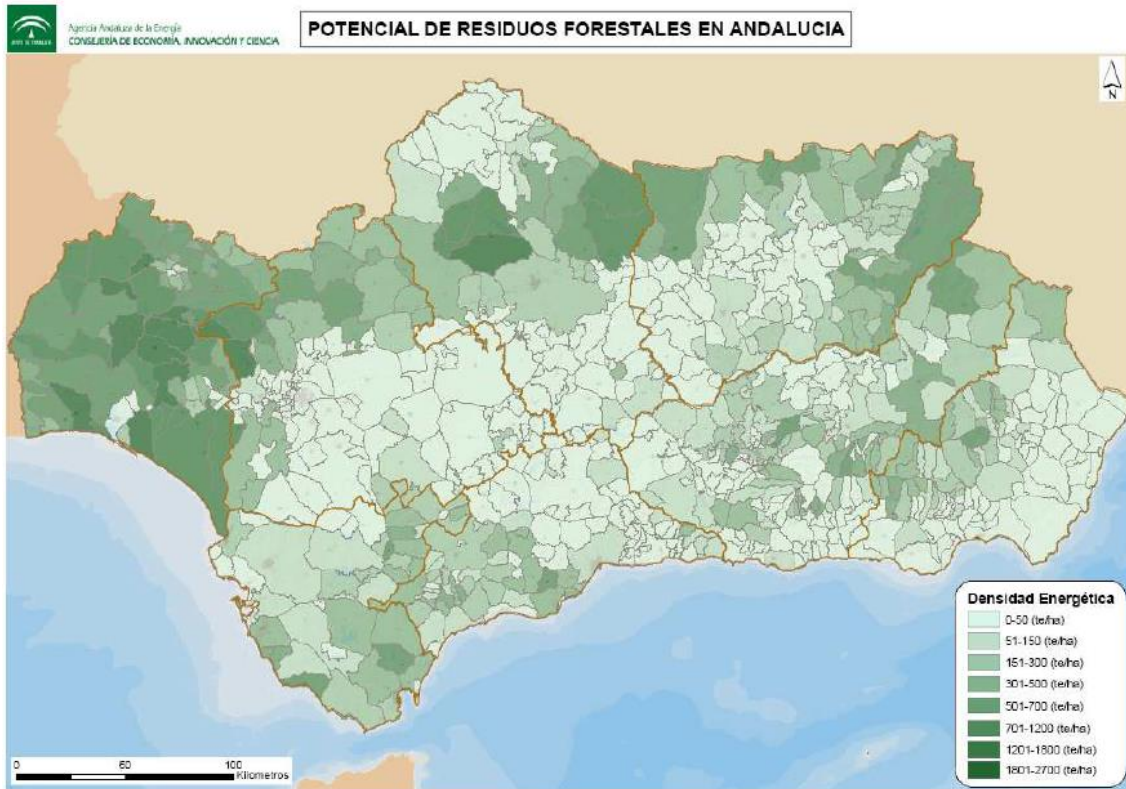 Agencia Andaluza de la Energía
CONSEJERÍA DE ECONOMÍA, INNOVACIÓN Y CIENCIA
POTENCIAL DE RESIDUOS FORESTALES EN ANDALUCIA
N
Densidad Energética
0-50 (te/ha)
51-150 (te/ha)
151-300 (te/ha)
301-500 (te/ha)
501-700 (te/ha)
701-1200 (te/ha)
1201-1800 (te/ha)
1801-2700 (te/ha)
0 50 100
Kilometros